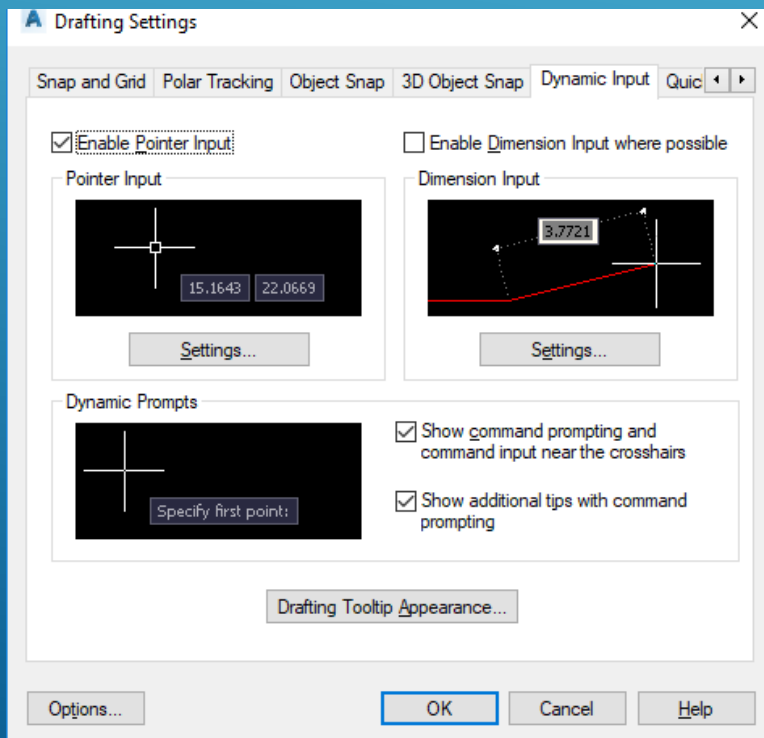 Drafting Settings
Snap and Grid Polar Tracking Object Snap 3D Object Snap Dynamic Input Quic
Enable Pointer Input
Enable Dimension Input where possible
Pointer Input
Dimension Input
3.7721
15.1643 22.0669
Settings...
Settings...
Dynamic Prompts
Show command prompting and
command input near the crosshairs
Specify first point:
Show additional tips with command
prompting
Drafting Tooltip Appearance...
Options...
OK
Cancel
Help